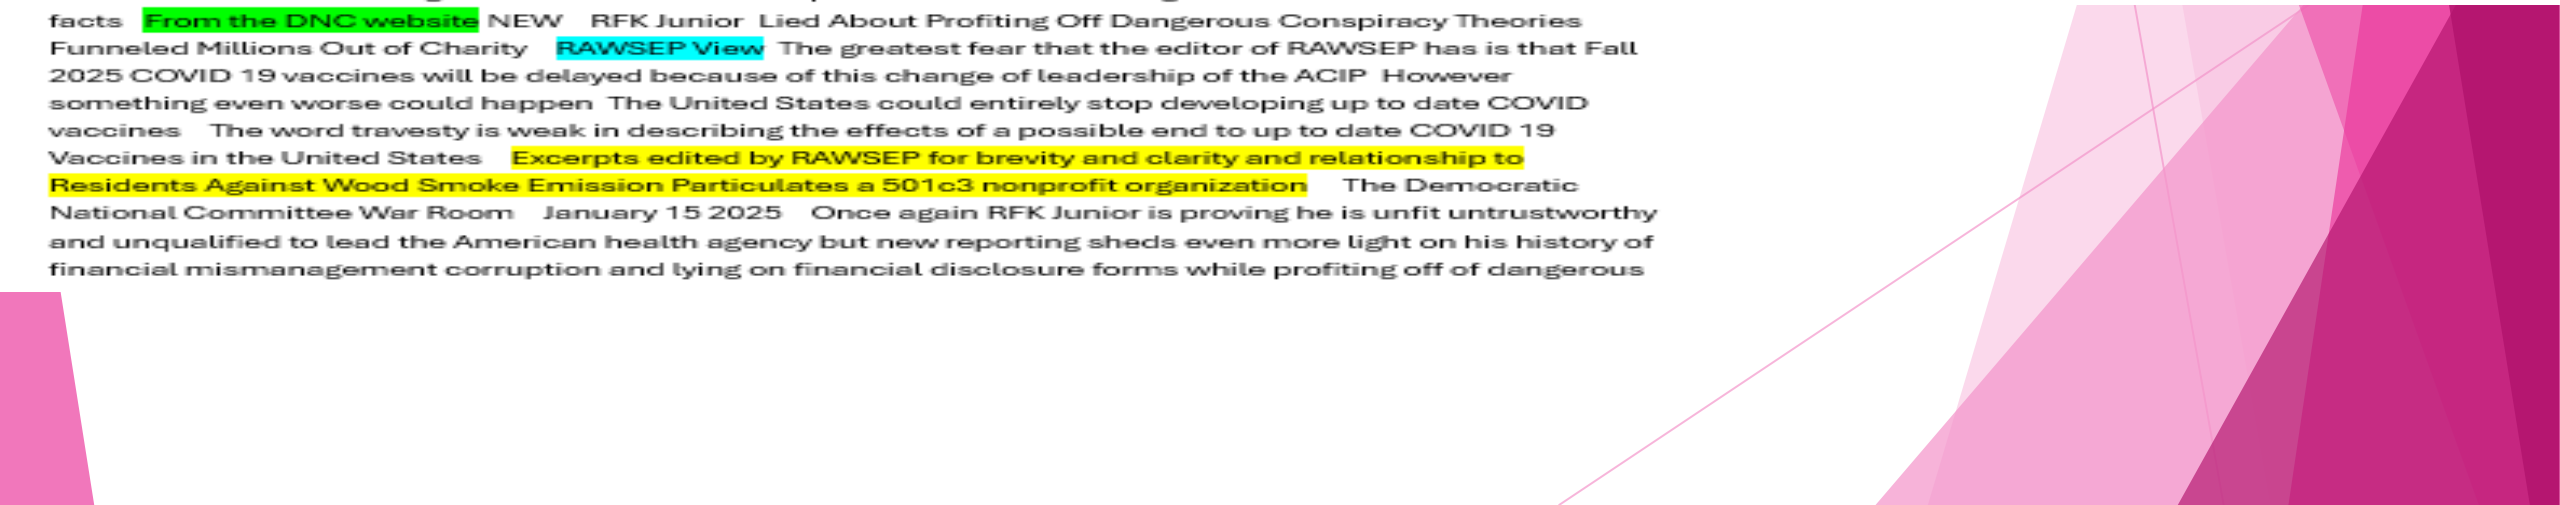 facts From the DNC website NEW RFK Junior Lied About Profiting Off Dangerous Conspiracy Theories
Funneled Millions Out of Charity RAWSEP View The greatest fear that the editor of RAWSEP has is that Fall
2025 COVID 19 vaccines will be delayed because of this change of leadership of the ACIP However
something even worse could happen The United States could entirely stop developing up to date COVID
vaccines The word travesty is weak in describing the effects of a possible end to up to date COVID 19
Vaccines in the United States Excerpts edited by RAWSEP for brevity and clarity and relationship to
Residents Against Wood Smoke Emission Particulates a 501c3 nonprofit organization The Democratic
National Committee War Room January 15 2025 Once again RFK Junior is proving he is unfit untrustworthy
and unqualified to lead the American health agency but new reporting sheds even more light on his history of
financial mismanagement corruption and lying on financial disclosure forms while profiting off of dangerous